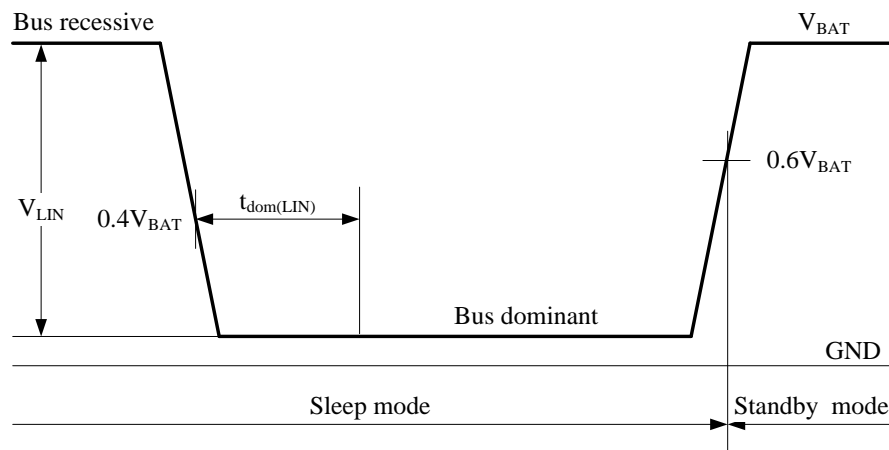 Bus recessive
V_BAT
0.6V_BAT
t_dom(LIN)
V_LIN
0.4V_BAT
Bus dominant
GND
Sleep mode
Standby mode